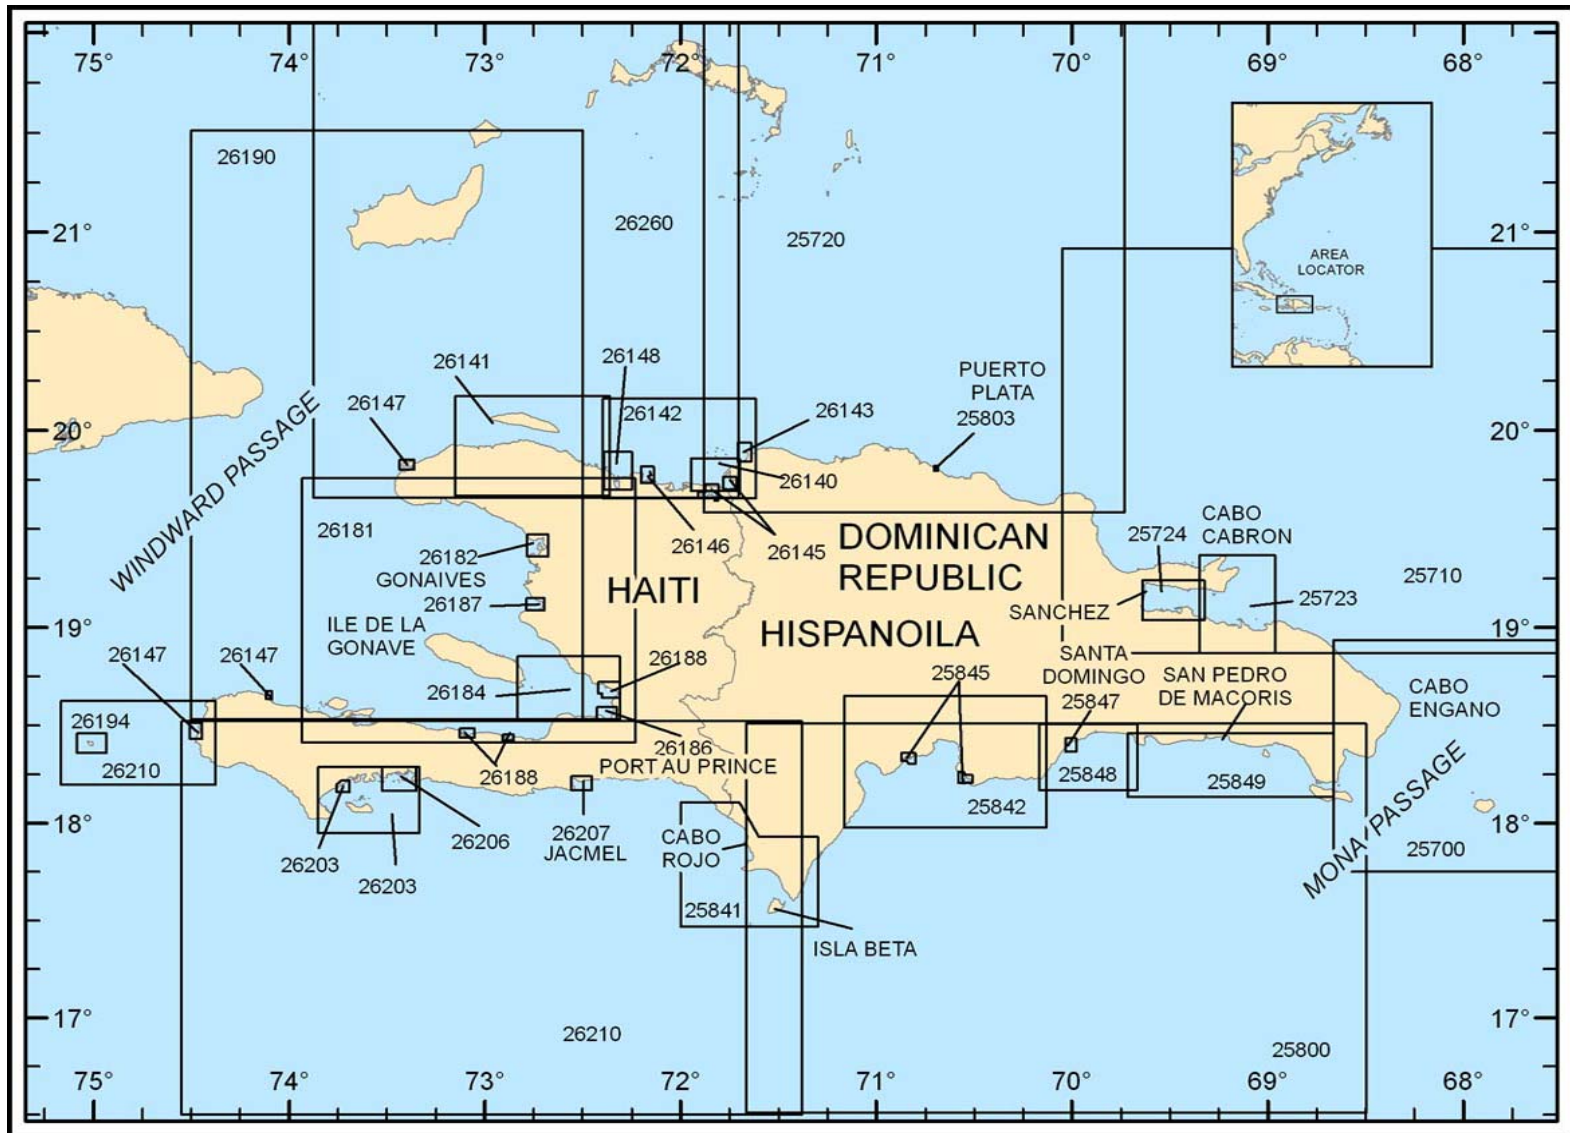 75° 74° 73° 72° 71° 70° 69° 68°
26190
26260
25720
21° 21°
AREA
LOCATOR
26141
26148
26147
26142
26143
PUERTO
PLATA
25803
20° 20°
WINDWARD PASSAGE
26140
26181
26182
GONAIVES
26146
26145
DOMINICAN
REPUBLIC
CABO
CABRON
25724
25710
26187
HAITI
SANCHEZ
25723
ILE DE LA
GONAVE
HISPANOILA
19° 19°
26147
26147
26188
26184
25845
SANTA
DOMINGO
25847
SAN PEDRO
DE MACORIS
CABO
ENGANO
26194
26210
26188
26186
PORT AU PRINCE
25848
25849
25842
MONA PASSAGE
18° 18°
26203
26203
26206
26207
JACMEL
CABO
ROJO
25700
25841
ISLA BETA
17° 17°
26210
25800
75° 74° 73° 72° 71° 70° 69° 68°